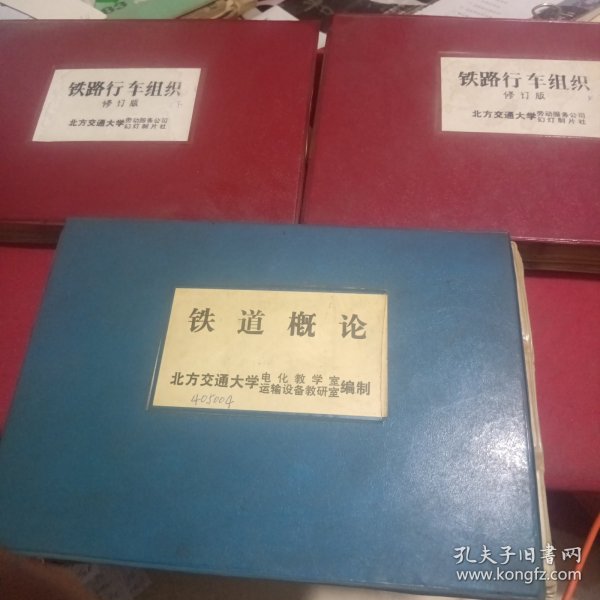 铁路行车组织
修订版
下
北方交通大学劳动服务公司
幻灯制片社
铁路行车组织
修订版
北方交通大学劳动服务公司
幻灯制片社
铁道概论
北方交通大学电化教学室
运输设备教研室编制
405004
孔夫子旧书网
www.kongfz.com